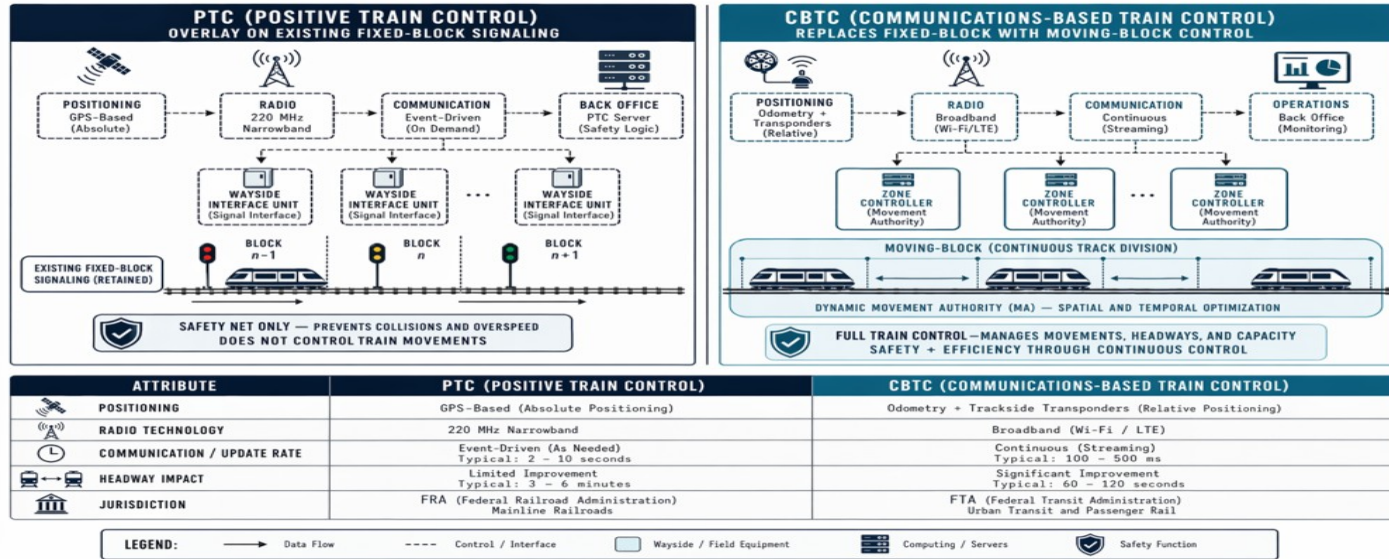 PTC (POSITIVE TRAIN CONTROL)
OVERLAY ON EXISTING FIXED-BLOCK SIGNALING
POSITIONING
GPS-Based
(Absolute)
RADIO
220 MHz
Narrowband
COMMUNICATION
Event-Driven
(On Demand)
BACK OFFICE
PTC Server
(Safety Logic)
WAYSIDE
INTERFACE UNIT
(Signal Interface)
WAYSIDE
INTERFACE UNIT
(Signal Interface)
...
WAYSIDE
INTERFACE UNIT
(Signal Interface)
BLOCK
n-1
BLOCK
n
BLOCK
n+1
EXISTING FIXED-BLOCK
SIGNALING (RETAINED)
SAFETY NET ONLY — PREVENTS COLLISIONS AND OVERSPEED
DOES NOT CONTROL TRAIN MOVEMENTS
CBTC (COMMUNICATIONS-BASED TRAIN CONTROL)
REPLACES FIXED-BLOCK WITH MOVING-BLOCK CONTROL
POSITIONING
Odometry +
Transponders
(Relative)
RADIO
Broadband
(Wi-Fi/LTE)
COMMUNICATION
Continuous
(Streaming)
OPERATIONS
Back Office
(Monitoring)
ZONE
CONTROLLER
(Movement
Authority)
ZONE
CONTROLLER
(Movement
Authority)
...
ZONE
CONTROLLER
(Movement
Authority)
MOVING-BLOCK (CONTINUOUS TRACK DIVISION)
DYNAMIC MOVEMENT AUTHORITY (MA) — SPATIAL AND TEMPORAL OPTIMIZATION
FULL TRAIN CONTROL—MANAGES MOVEMENTS, HEADWAYS, AND CAPACITY
SAFETY + EFFICIENCY THROUGH CONTINUOUS CONTROL
ATTRIBUTE PTC (POSITIVE TRAIN CONTROL) CBTC (COMMUNICATIONS-BASED TRAIN CONTROL)
POSITIONING GPS-Based (Absolute Positioning) Odometry + Trackside Transponders (Relative Positioning)
RADIO TECHNOLOGY 220 MHz Narrowband Broadband (Wi-Fi / LTE)
COMMUNICATION / UPDATE RATE Event-Driven (As Needed) Continuous (Streaming)
Typical: 2 – 10 seconds Typical: 100 – 500 ms
HEADWAY IMPACT Limited Improvement Significant Improvement
Typical: 3 – 6 minutes Typical: 60 – 120 seconds
JURISDICTION FRA (Federal Railroad Administration) FTA (Federal Transit Administration)
Mainline Railroads Urban Transit and Passenger Rail
LEGEND: Data Flow Control / Interface Wayside / Field Equipment Computing / Servers Safety Function